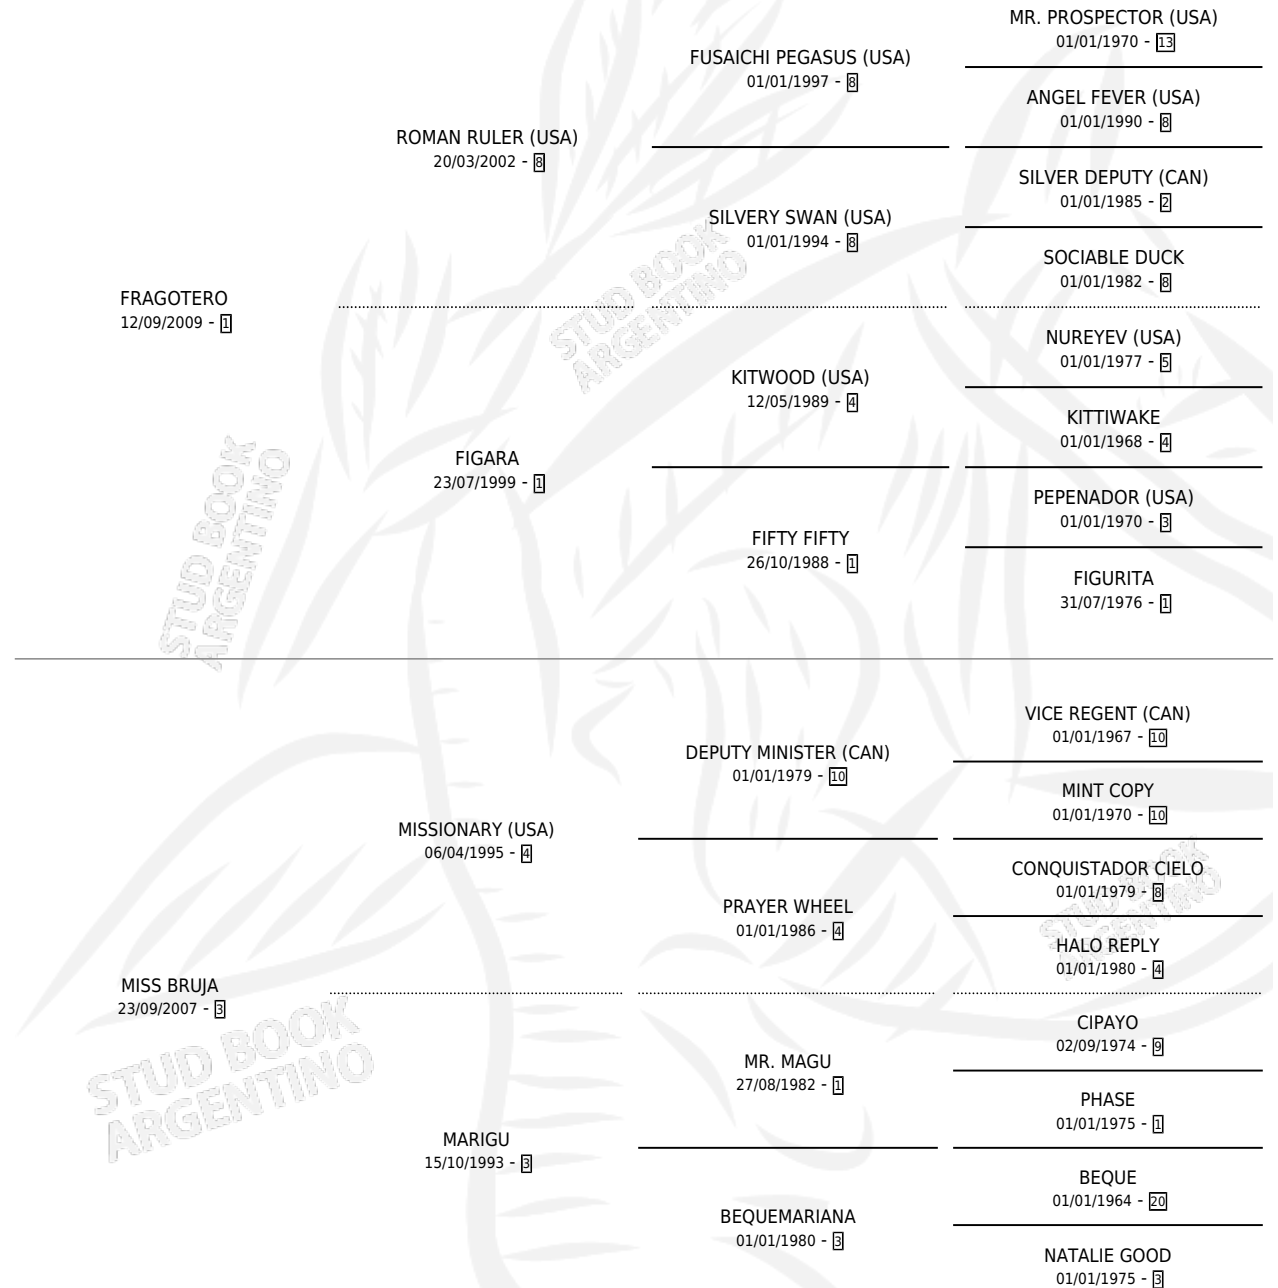 MR. PROSPECTOR (USA)
01/01/1970 - 13
FUSAICHI PEGASUS (USA)
01/01/1997 - 8
ANGEL FEVER (USA)
01/01/1990 - 8
ROMAN RULER (USA)
20/03/2002 - 8
SILVER DEPUTY (CAN)
01/01/1985 - 2
SILVERY SWAN (USA)
01/01/1994 - 8
SOCIABLE DUCK
01/01/1982 - 8
FRAGOTERO
12/09/2009 - 1
NUREYEV (USA)
01/01/1977 - 5
KITWOOD (USA)
12/05/1989 - 4
KITTIWAKE
01/01/1968 - 4
FIGARA
23/07/1999 - 1
PEPENADOR (USA)
01/01/1970 - 3
FIFTY FIFTY
26/10/1988 - 1
FIGURITA
31/07/1976 - 1
VICE REGENT (CAN)
01/01/1967 - 10
DEPUTY MINISTER (CAN)
01/01/1979 - 10
MINT COPY
01/01/1970 - 10
MISSIONARY (USA)
06/04/1995 - 4
CONQUISTADOR CIELO
01/01/1979 - 8
PRAYER WHEEL
01/01/1986 - 4
HALO REPLY
01/01/1980 - 4
MISS BRUJA
23/09/2007 - 3
CIPAYO
02/09/1974 - 9
MR. MAGU
27/08/1982 - 1
PHASE
01/01/1975 - 1
MARIGU
15/10/1993 - 3
BEQUE
01/01/1964 - 20
BEQUEMARIANA
01/01/1980 - 3
NATALIE GOOD
01/01/1975 - 3
STUD BOOK
ARGENTINO
STUD BOOK
ARGENTINO
STUD BOOK
ARGENTINO
STUD BOOK
ARGENTINO